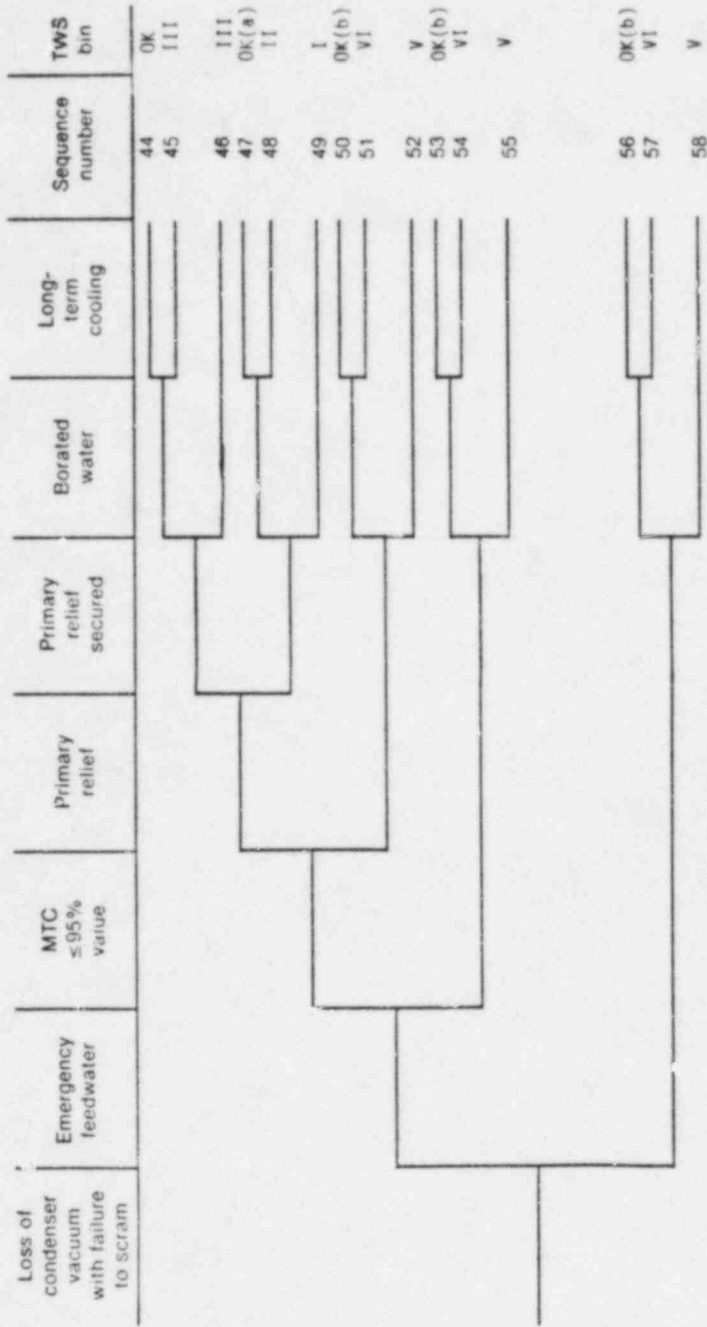 Loss of
condenser
vacuum
with failure
to scram
Emergency
feedwater
MTC
≤95%
value
Primary
relief
Primary
relief
secured
Borated
water
Long-
term
cooling
Sequence
number
TWS
bin
44 OK
45 III
46 III
47 OK(a)
48 II
49 I
50 OK(b)
51 VI
52 V
53 OK(b)
54 VI
55 V
56 OK(b)
57 VI
58 V